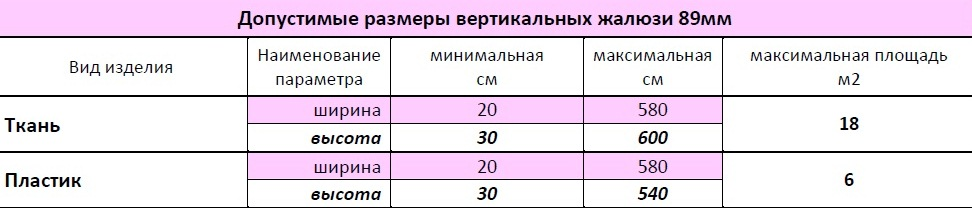 Допустимые размеры вертикальных жалюзи 89мм
Вид изделия Наименование параметра минимальная см максимальная см максимальная площадь м2
Ткань ширина 20 580 18
высота 30 600
Пластик ширина 20 580 6
высота 30 540